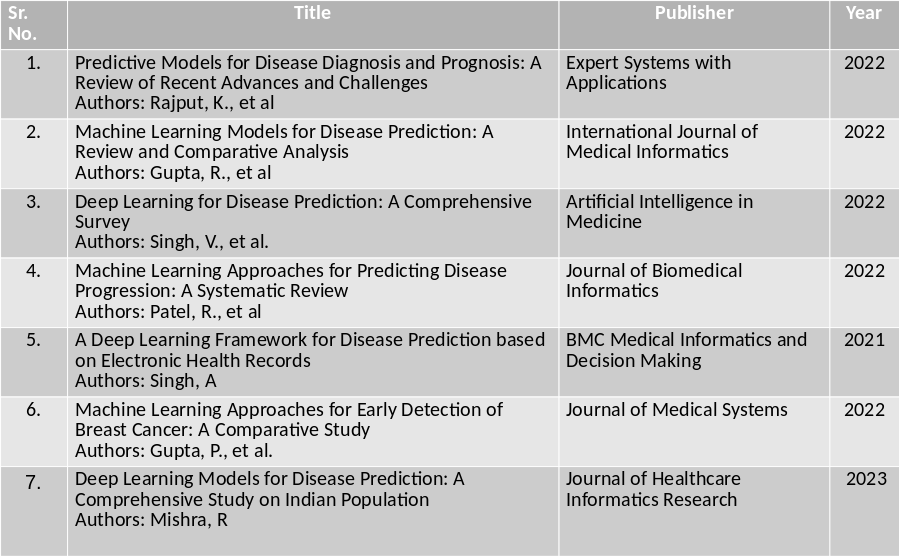 Sr. No. Title Publisher Year
1. Predictive Models for Disease Diagnosis and Prognosis: A Expert Systems with 2022
Review of Recent Advances and Challenges Applications
Authors: Rajput, K., et al
2. Machine Learning Models for Disease Prediction: A International Journal of 2022
Review and Comparative Analysis Medical Informatics
Authors: Gupta, R., et al
3. Deep Learning for Disease Prediction: A Comprehensive Artificial Intelligence in 2022
Survey Medicine
Authors: Singh, V., et al.
4. Machine Learning Approaches for Predicting Disease Journal of Biomedical 2022
Progression: A Systematic Review Informatics
Authors: Patel, R., et al
5. A Deep Learning Framework for Disease Prediction based BMC Medical Informatics and 2021
on Electronic Health Records Decision Making
Authors: Singh, A
6. Machine Learning Approaches for Early Detection of Journal of Medical Systems 2022
Breast Cancer: A Comparative Study
Authors: Gupta, P., et al.
7. Deep Learning Models for Disease Prediction: A Journal of Healthcare 2023
Comprehensive Study on Indian Population Informatics Research
Authors: Mishra, R